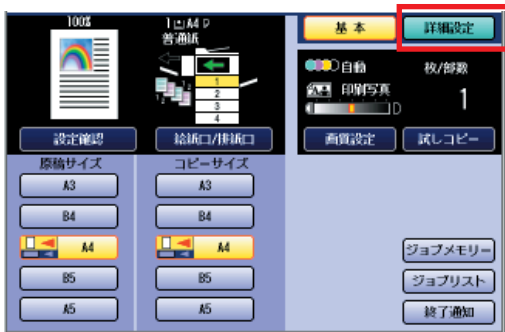 100%
1 A4
普通紙
1
2
3
4
基本
詳細設定
自動
枚/部数
印刷写真
1
D
設定確認
給紙口/排紙口
画質設定
試しコピー
原稿サイズ
コピーサイズ
A3
A3
B4
B4
A4
A4
B5
B5
A5
A5
ジョブメモリー
ジョブリスト
終了通知